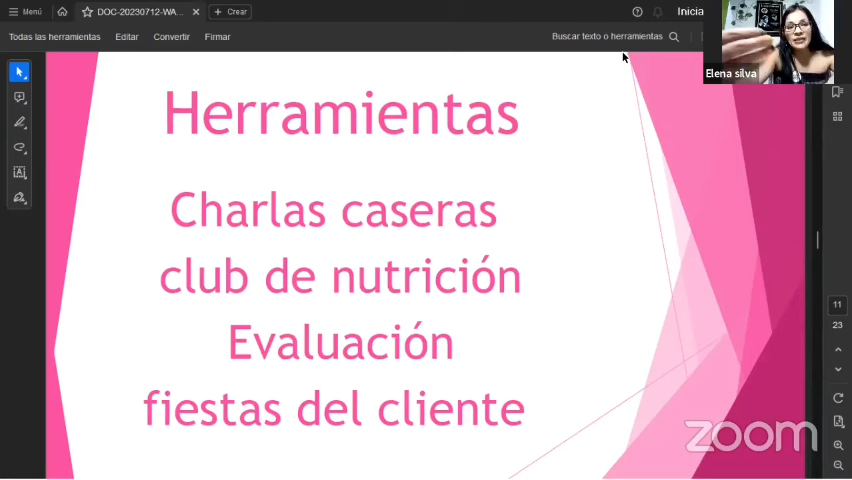 Menú
DOC-20230712-WA...
Crear
Inicia
Todas las herramientas
Editar
Convertir
Firmar
Buscar texto o herramientas
Elena silva
Herramientas
Charlas caseras
club de nutrición
Evaluación
fiestas del cliente
11
23
zoom